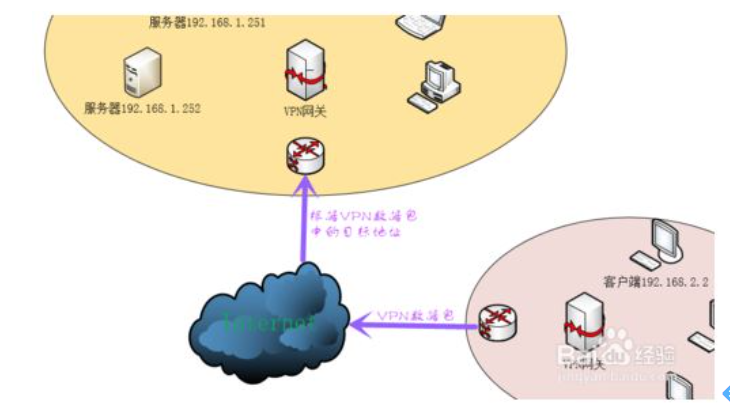 服务器192.168.1.251
服务器192.168.1.252
VPN网关
根据VPN数据包
中的目标地址
internet
VPN数据包
客户端192.168.2.2
VPN网关
Baidu经验
jingyan.baidu.com